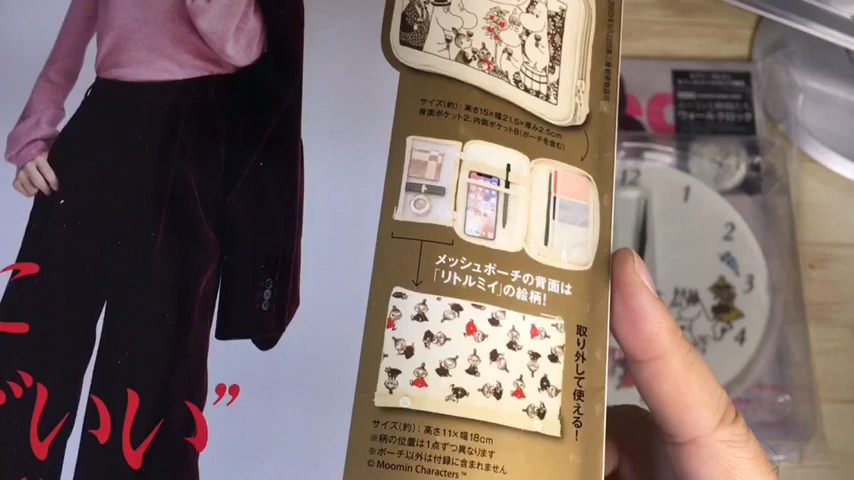 サイズ(約):高さ15×幅21.5×厚み2.5cm
背面ポケット2、内側ポケット8(ポーチを含む)
メッシュポーチの背面は
「リトルミイ」の絵柄!
取り外して使える!
サイズ(約):高さ11×幅18cm
※柄の位置は1点ずつ異なります
※ポーチ以外は付録に含まれません
© Moomin Characters™
こ
“いい”
ウォールクロック
12
1
2
3
4